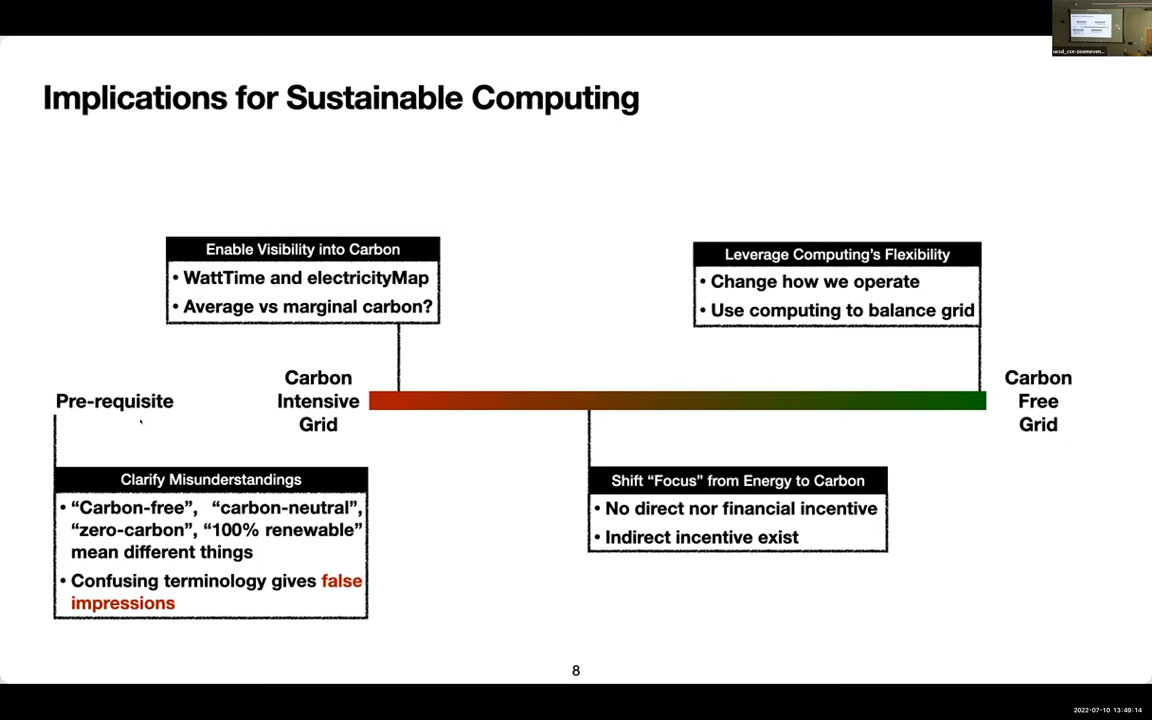 ucsd_cse-zoomeven...
Implications for Sustainable Computing
Enable Visibility into Carbon
• WattTime and electricityMap
• Average vs marginal carbon?
Leverage Computing's Flexibility
• Change how we operate
• Use computing to balance grid
Pre-requisite
Carbon
Intensive
Grid
Carbon
Free
Grid
Clarify Misunderstandings
• “Carbon-free”, “carbon-neutral”,
“zero-carbon”, “100% renewable”
mean different things
• Confusing terminology gives false
impressions
Shift “Focus” from Energy to Carbon
• No direct nor financial incentive
• Indirect incentive exist
8
2022-07-10 13:49:14